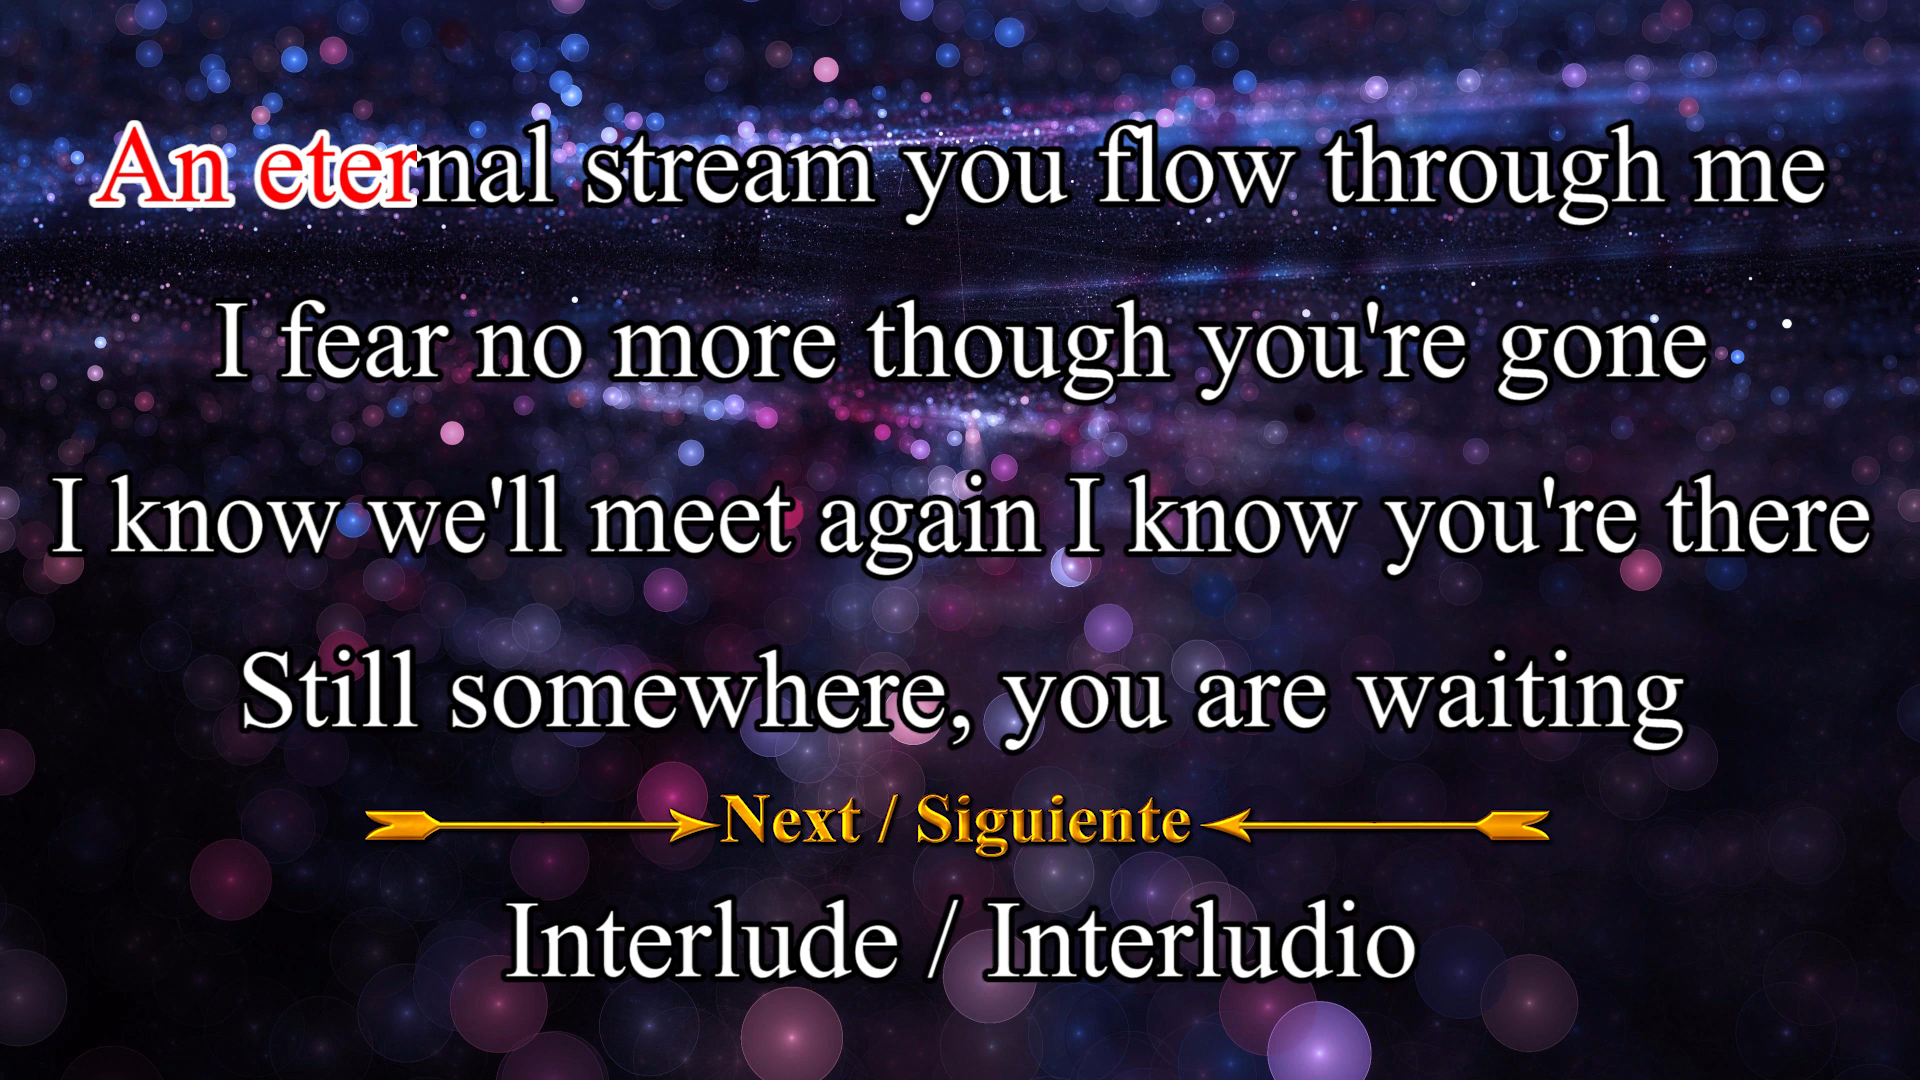 An eternal stream you flow through me
I fear no more though you're gone
I know we'll meet again I know you're there
Still somewhere, you are waiting
Next / Siguiente
Interlude / Interludio